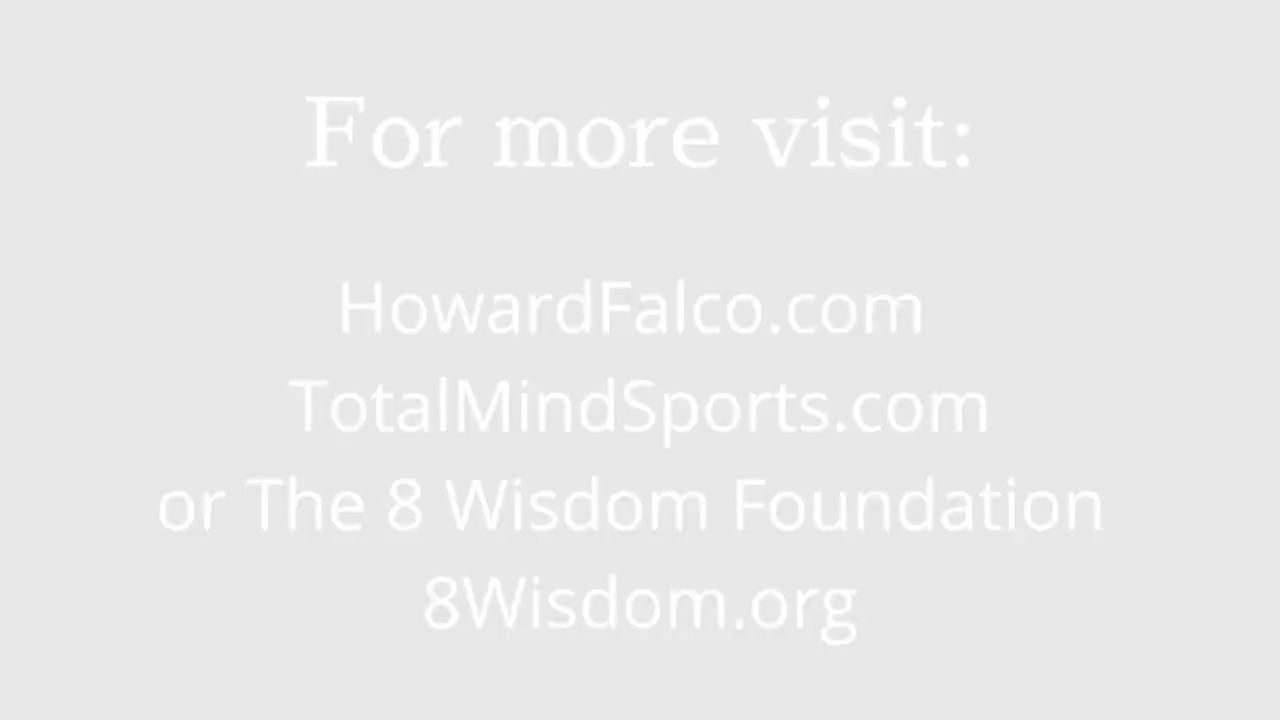 For more visit:
HowardFalco.com
TotalMindSports.com
or The 8 Wisdom Foundation
8Wisdom.org